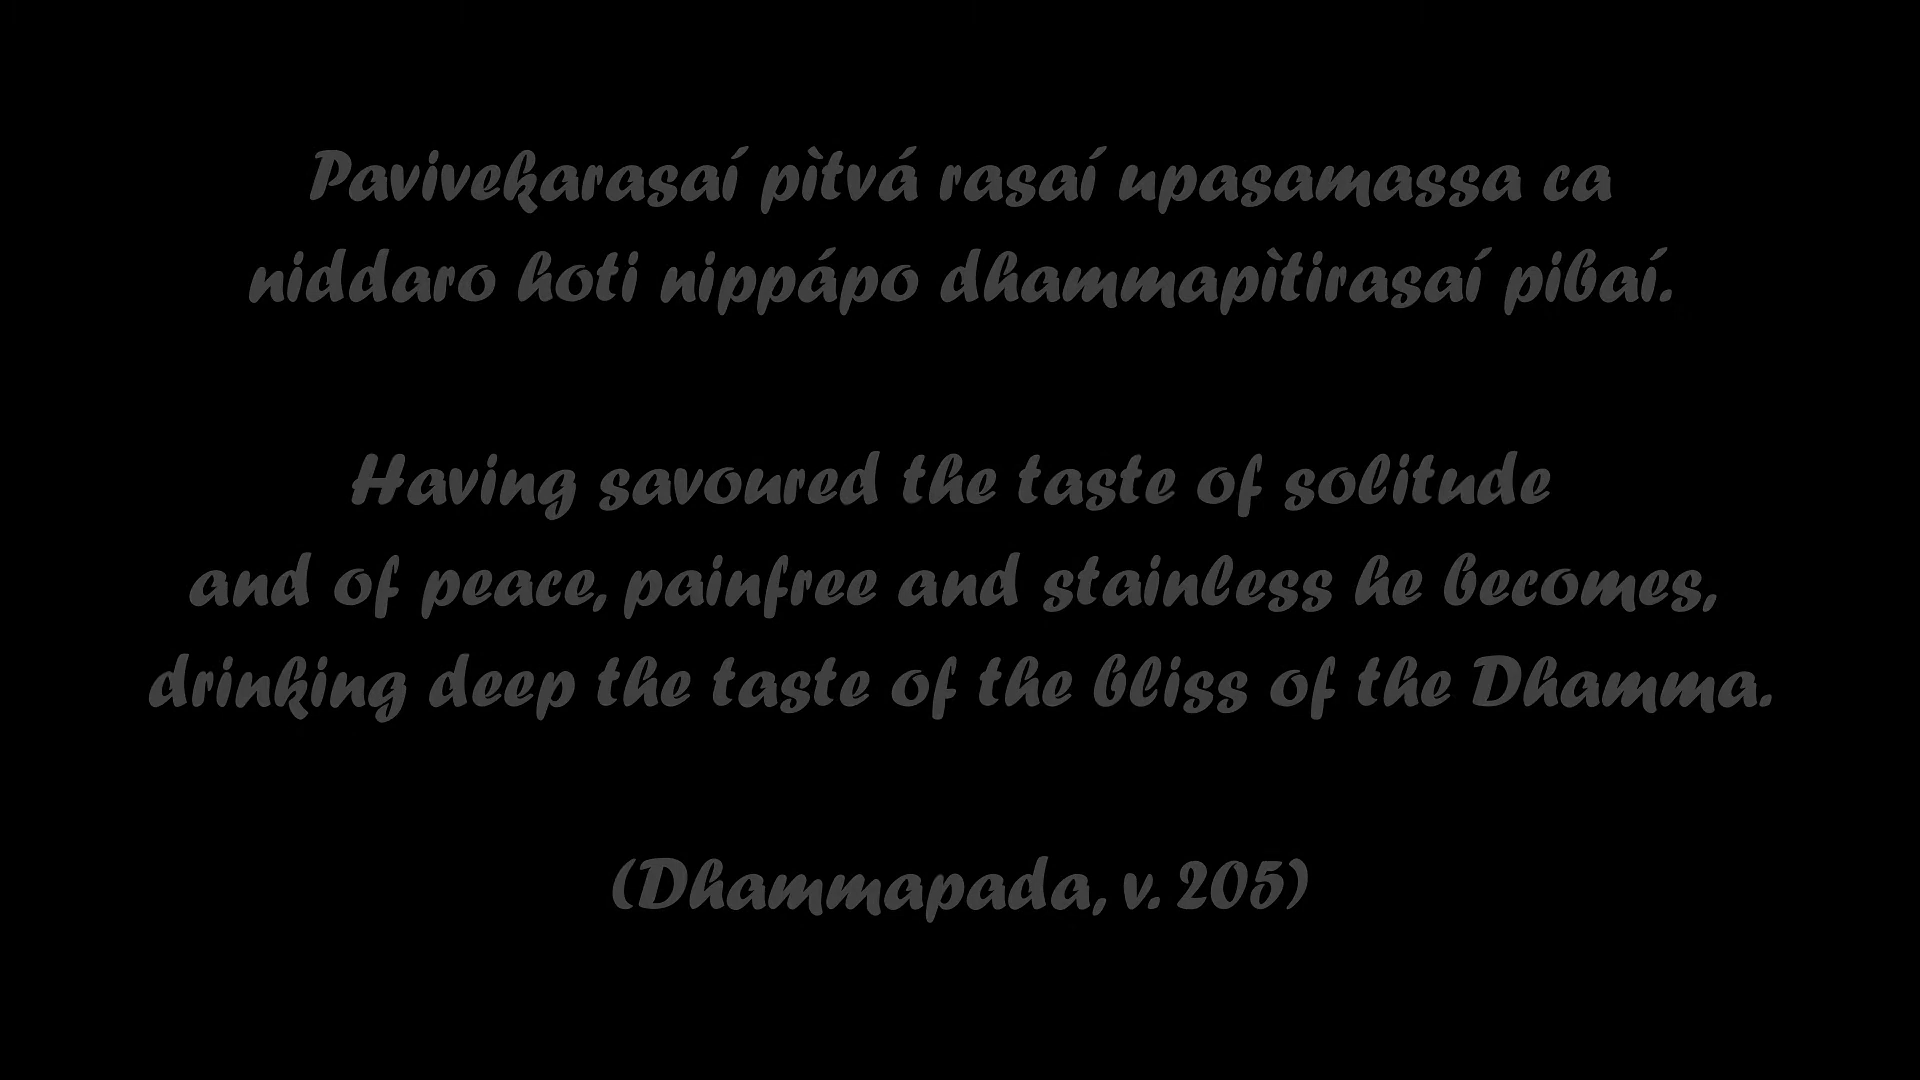 Pavivekarasaí pìtvá rasaí upasamassa ca
niddaro hoti nippápo dhammapìtirasaí pibaí.
Having savoured the taste of solitude
and of peace, painfree and stainless he becomes,
drinking deep the taste of the bliss of the Dhamma.
(Dhammapada, v. 205)